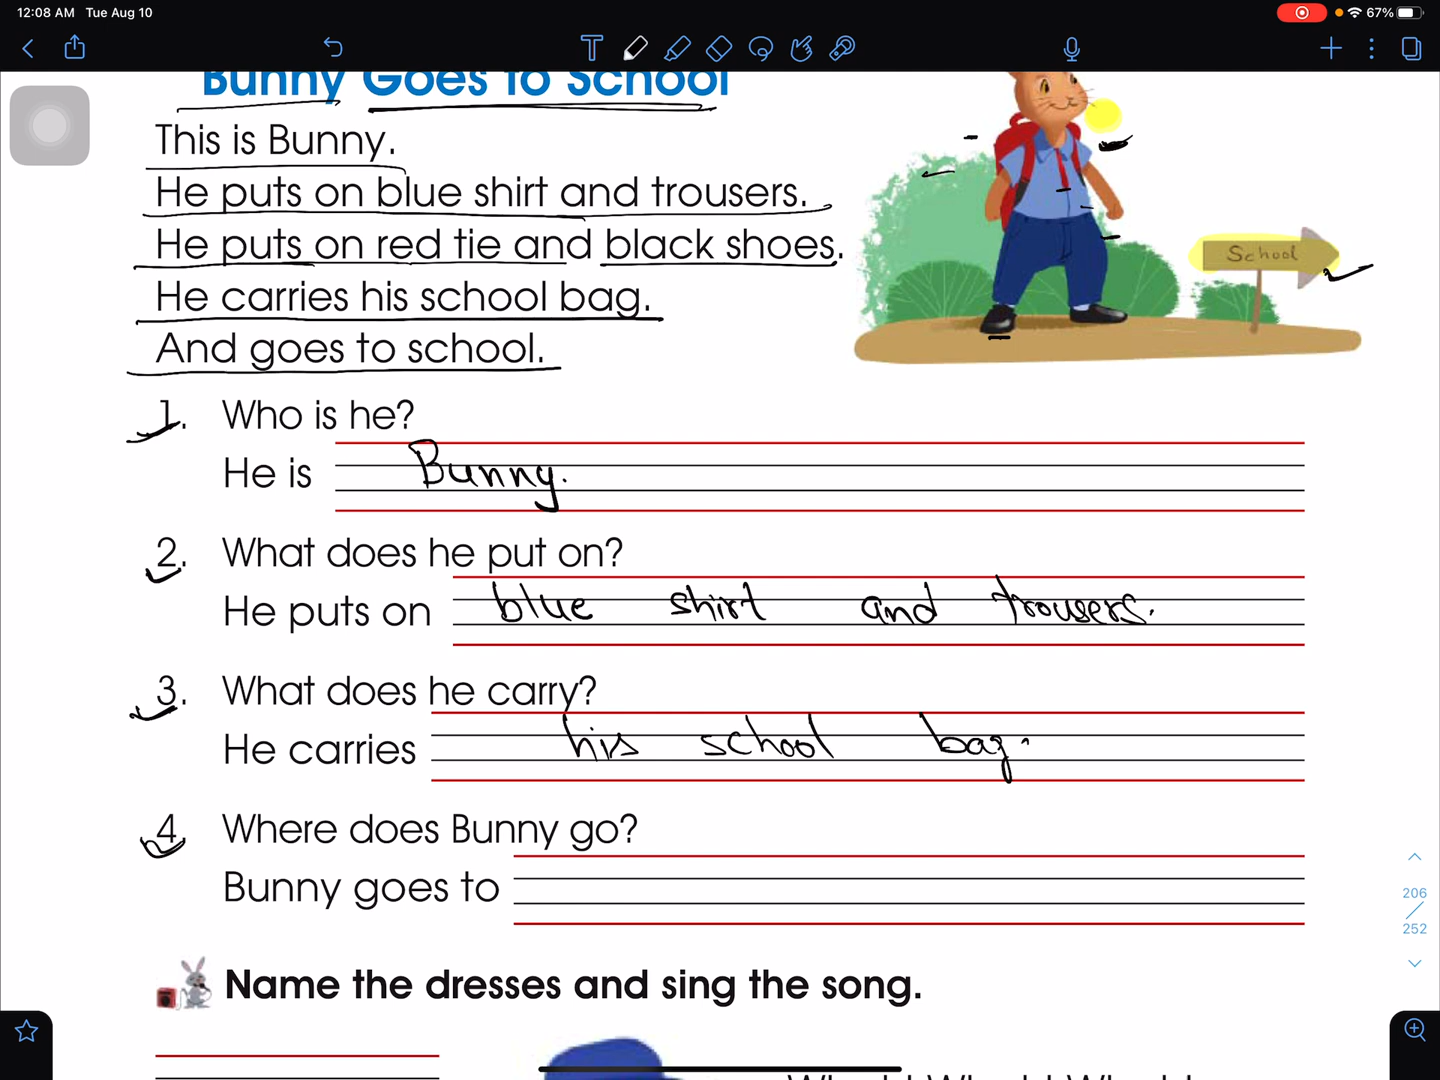 12:08 AM Tue Aug 10 67%
Bunny Goes to School
This is Bunny.
He puts on blue shirt and trousers.
He puts on red tie and black shoes.
He carries his school bag.
And goes to school.
School
1. Who is he?
He is Bunny.
2. What does he put on?
He puts on blue shirt and trousers.
3. What does he carry?
He carries his school bag.
4. Where does Bunny go?
Bunny goes to
206
252
Name the dresses and sing the song.